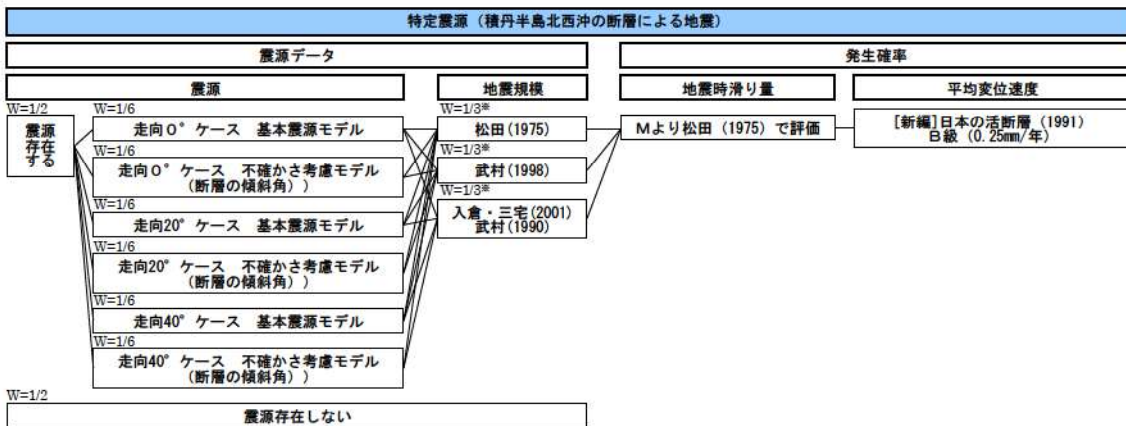 特定震源（積丹半島北西沖の断層による地震）
震源データ
発生確率
震源
地震規模
地震時滑り量
平均変位速度
W=1/2
震源
存在
する
W=1/6
走向０°ケース　基本震源モデル
W=1/6
走向０°ケース　不確かさ考慮モデル
（断層の傾斜角））
W=1/6
走向20°ケース　基本震源モデル
W=1/6
走向20°ケース　不確かさ考慮モデル
（断層の傾斜角））
W=1/6
走向40°ケース　基本震源モデル
W=1/6
走向40°ケース　不確かさ考慮モデル
（断層の傾斜角））
W=1/3※
松田(1975)
W=1/3※
武村(1998)
W=1/3※
入倉・三宅(2001)
武村(1990)
Ｍより松田（1975）で評価
[新編]日本の活断層（1991）
Ｂ級（0.25mm/年）
W=1/2
震源存在しない